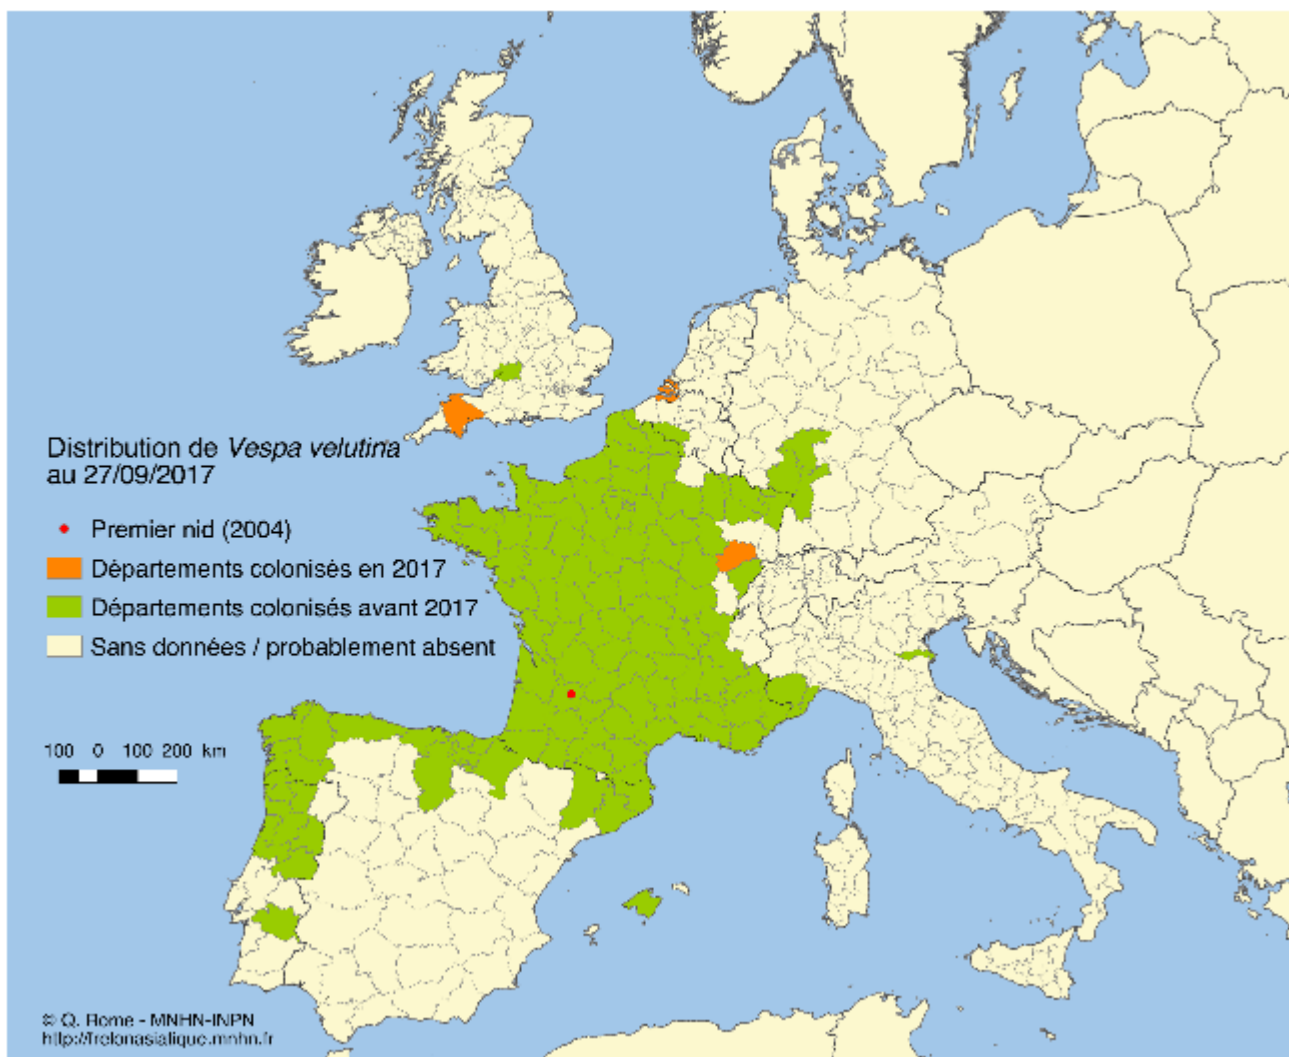 Distribution de Vespa velutina
au 27/09/2017
Premier nid (2004)
Départements colonisés en 2017
Départements colonisés avant 2017
Sans données / probablement absent
100 0 100 200 km
© Q. Rome - MNHN-INPN
http://frelonasiatique.mnhn.fr